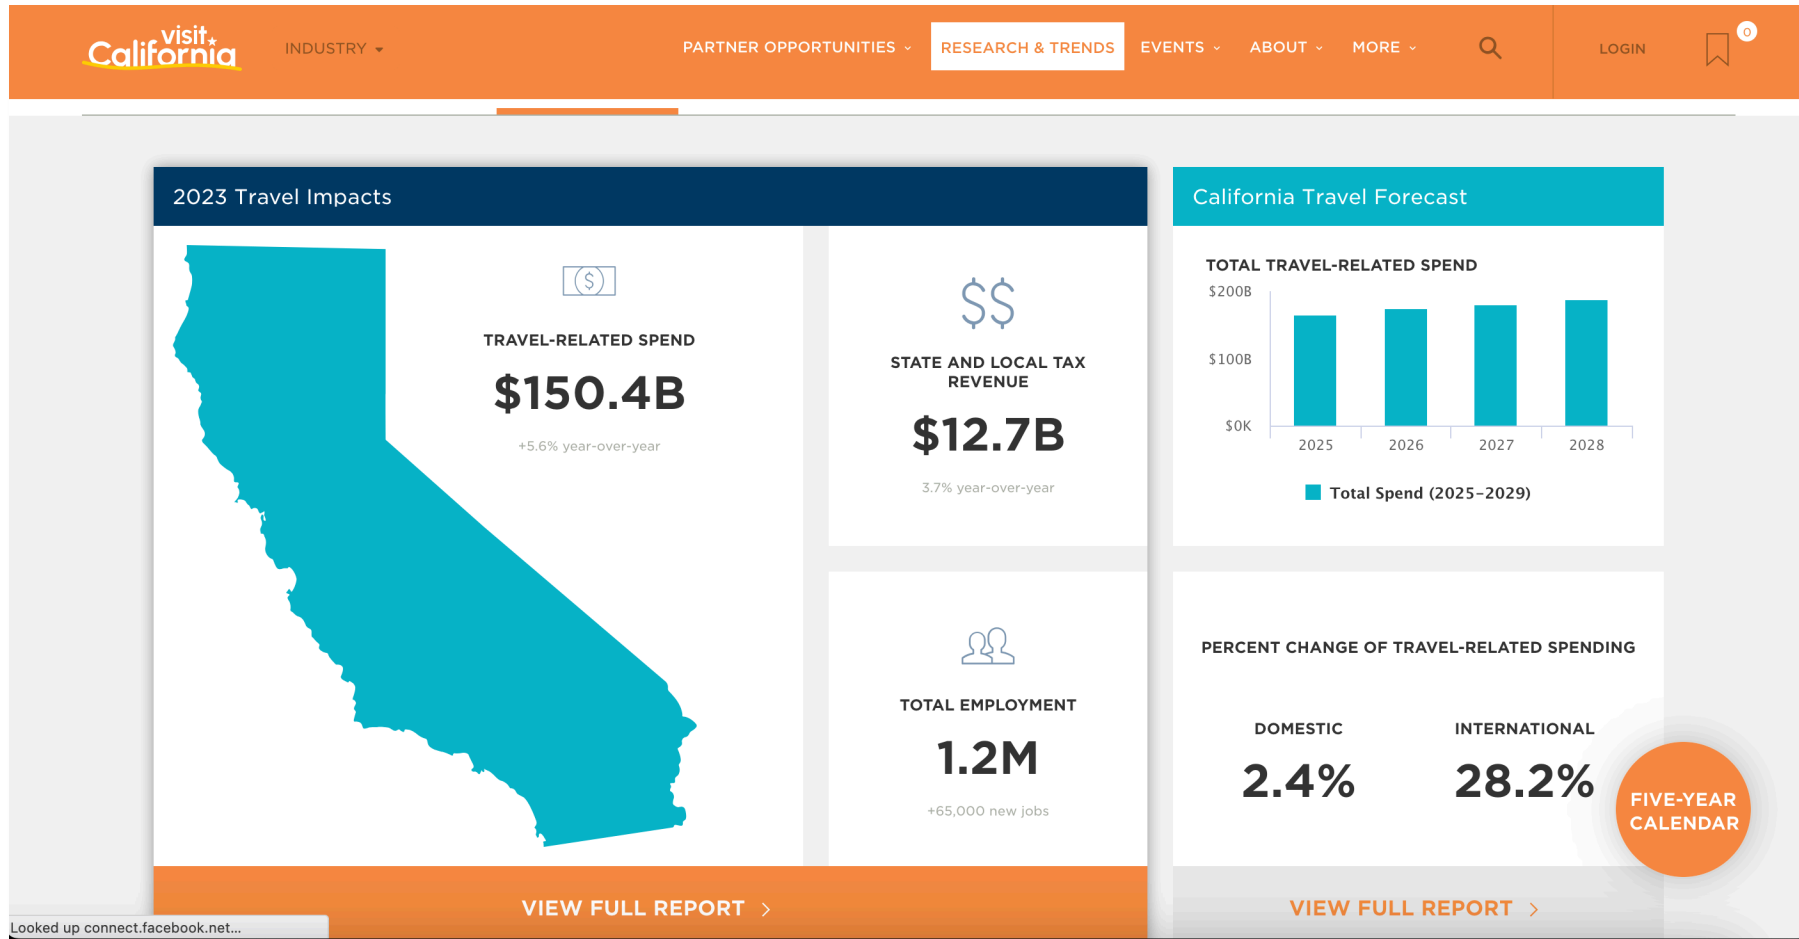 visit
California
INDUSTRY
PARTNER OPPORTUNITIES
RESEARCH & TRENDS
EVENTS
ABOUT
MORE
LOGIN
0
2023 Travel Impacts
TRAVEL-RELATED SPEND
$150.4B
+5.6% year-over-year
$$
STATE AND LOCAL TAX
REVENUE
$12.7B
3.7% year-over-year
TOTAL EMPLOYMENT
1.2M
+65,000 new jobs
VIEW FULL REPORT
California Travel Forecast
TOTAL TRAVEL-RELATED SPEND
$200B
$100B
$0K
2025
2026
2027
2028
Total Spend (2025-2029)
PERCENT CHANGE OF TRAVEL-RELATED SPENDING
DOMESTIC
2.4%
INTERNATIONAL
28.2%
VIEW FULL REPORT
FIVE-YEAR
CALENDAR
Looked up connect.facebook.net...